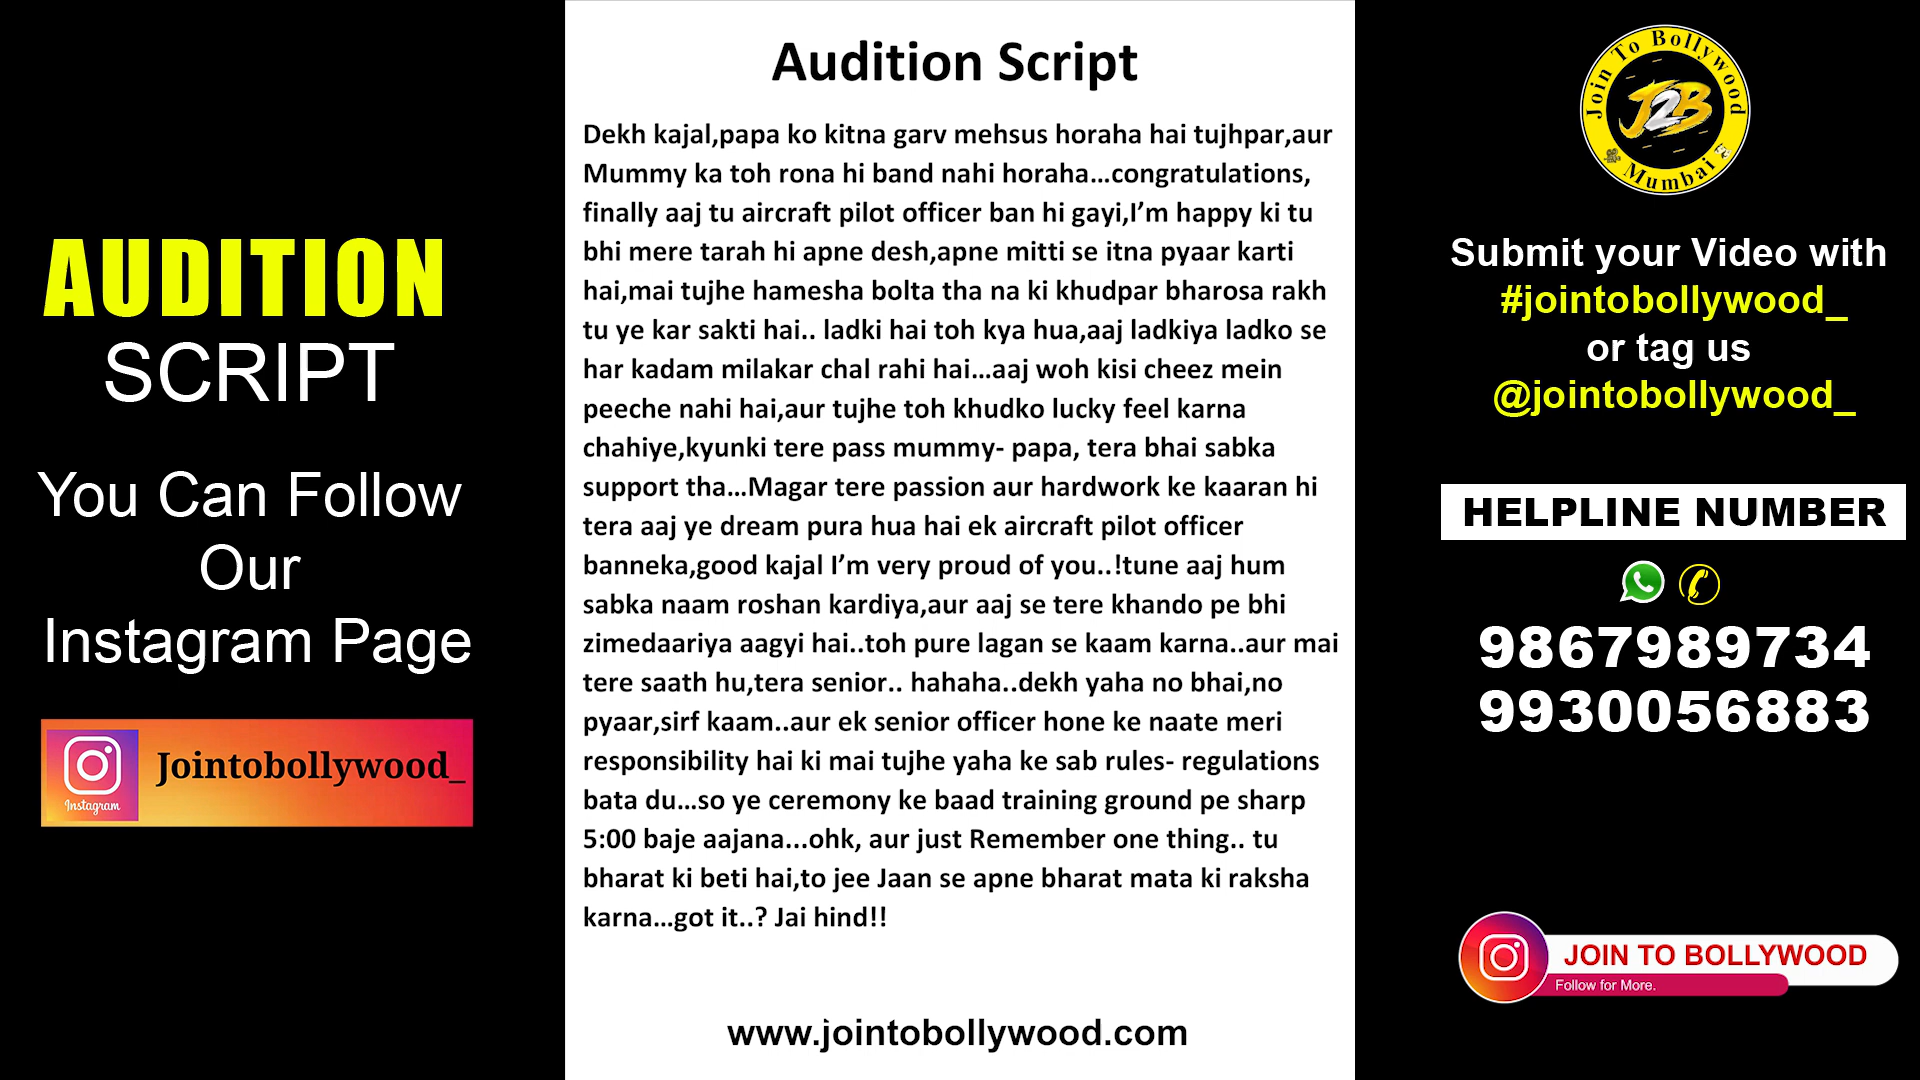 AUDITION
SCRIPT
You Can Follow
Our
Instagram Page
Instagram
Jointobollywood_
Audition Script
Dekh kajal,papa ko kitna garv mehsus horaha hai tujhpar,aur
Mummy ka toh rona hi band nahi horaha...congratulations,
finally aaj tu aircraft pilot officer ban hi gayi,I'm happy ki tu
bhi mere tarah hi apne desh,apne mitti se itna pyaar karti
hai,mai tujhe hamesha bolta tha na ki khudpar bharosa rakh
tu ye kar sakti hai.. ladki hai toh kya hua,aaj ladkiya ladko se
har kadam milakar chal rahi hai...aaj woh kisi cheez mein
peeche nahi hai,aur tujhe toh khudko lucky feel karna
chahiye,kyunki tere pass mummy- papa, tera bhai sabka
support tha...Magar tere passion aur hardwork ke kaaran hi
tera aaj ye dream pura hua hai ek aircraft pilot officer
banneka,good kajal I'm very proud of you..!tune aaj hum
sabka naam roshan kardiya,aur aaj se tere khando pe bhi
zimedaariya aagyi hai..toh pure lagan se kaam karna..aur mai
tere saath hu,tera senior.. hahaha..dekh yaha no bhai,no
pyaar,sirf kaam..aur ek senior officer hone ke naate meri
responsibility hai ki mai tujhe yaha ke sab rules- regulations
bata du...so ye ceremony ke baad training ground pe sharp
5:00 baje aajana...ohk, aur just Remember one thing.. tu
bharat ki beti hai,to jee Jaan se apne bharat mata ki raksha
karna...got it..? Jai hind!!
www.jointobollywood.com
Join To Bollywood
J2B
Mumbai
Submit your Video with
#jointobollywood_
or tag us
@jointobollywood_
HELPLINE NUMBER
9867989734
9930056883
JOIN TO BOLLYWOOD
Follow for More.